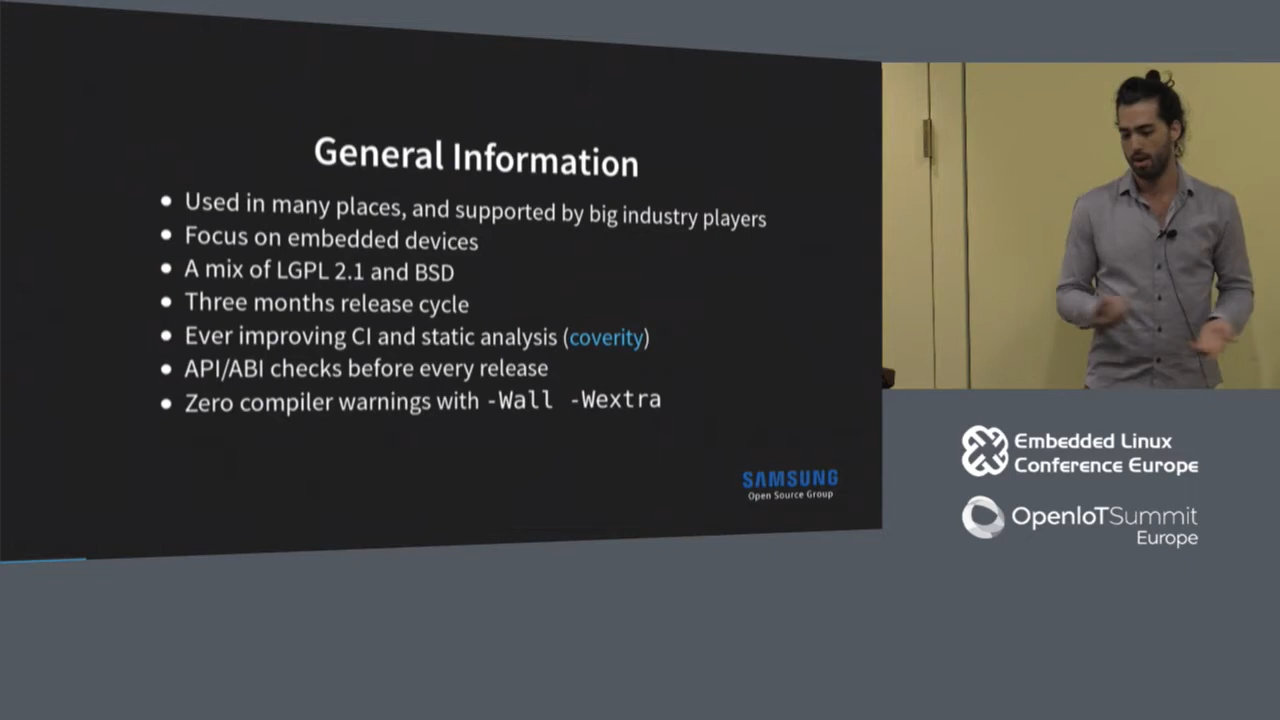 General Information
Used in many places, and supported by big industry players
Focus on embedded devices
A mix of LGPL 2.1 and BSD
Three months release cycle
Ever improving CI and static analysis (coverity)
API/ABI checks before every release
Zero compiler warnings with -Wall -Wextra
SAMSUNG
Open Source Group
Embedded Linux
Conference Europe
OpenIoTSummit
Europe